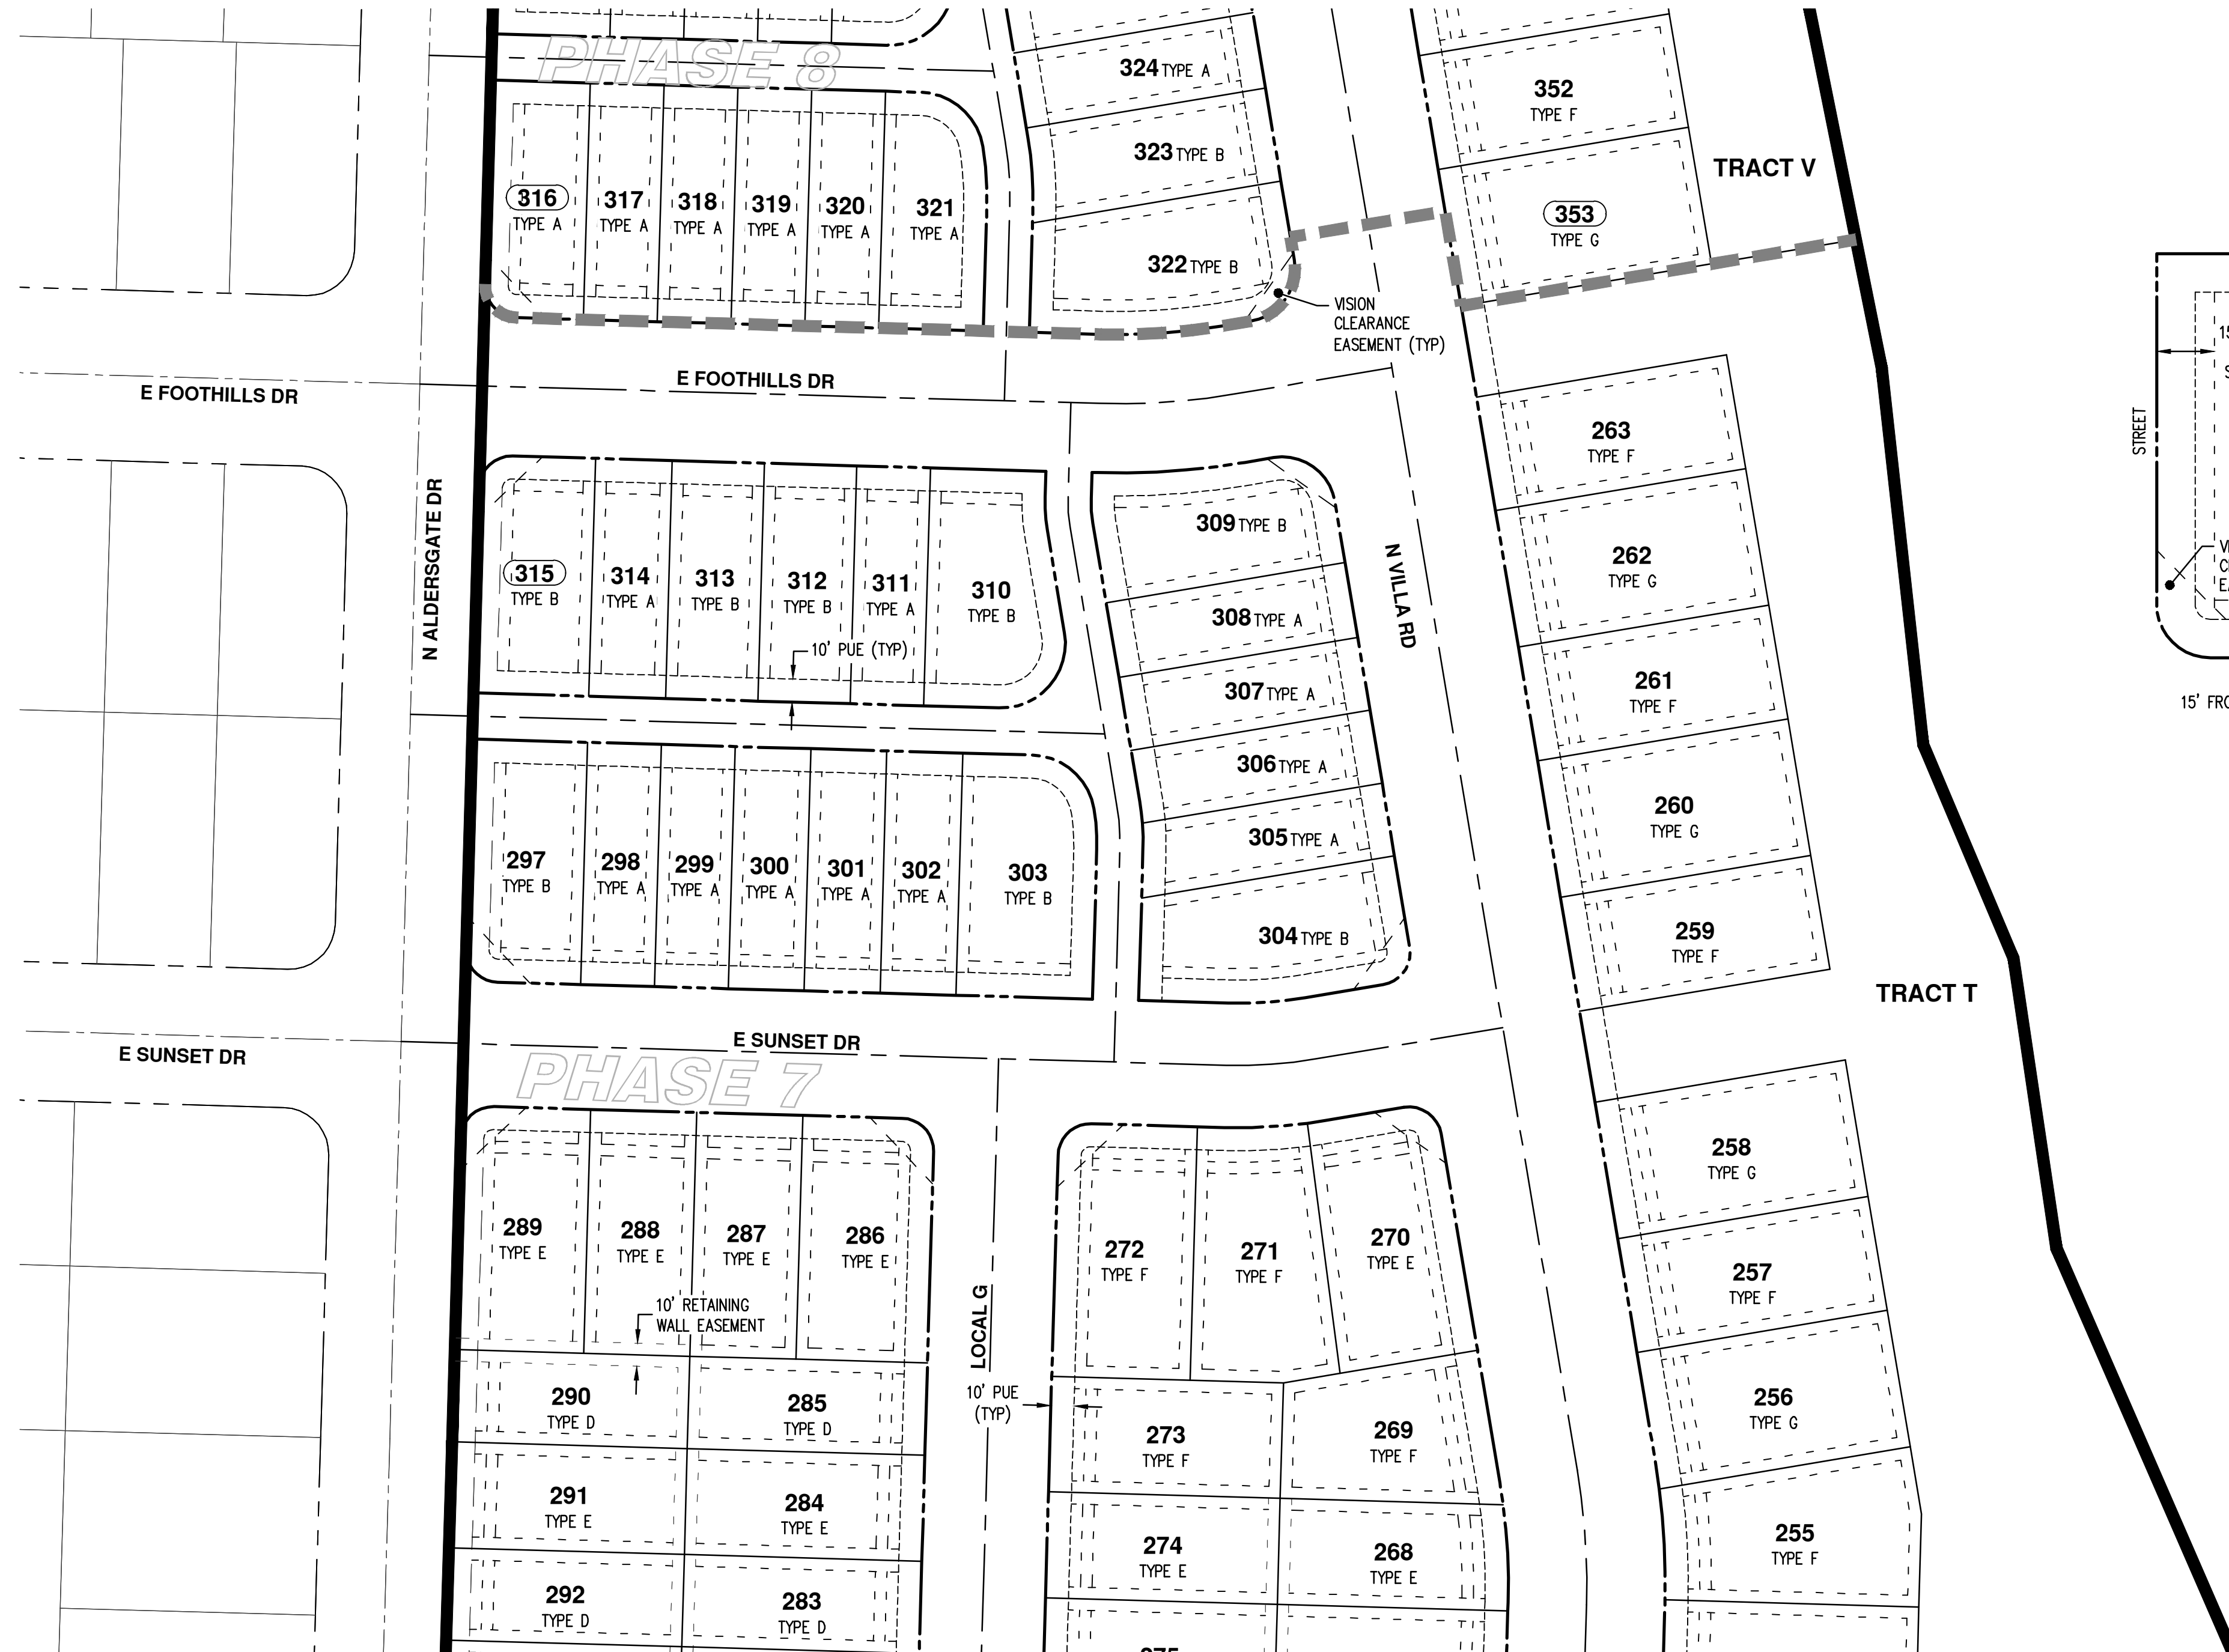 PHASE 8
324 TYPE A
352
TYPE F
323 TYPE B
TRACT V
316
TYPE A
317
TYPE A
318
TYPE A
319
TYPE A
320
TYPE A
321
TYPE A
353
TYPE G
322 TYPE B
VISION
CLEARANCE
EASEMENT (TYP)
E FOOTHILLS DR
E FOOTHILLS DR
STREET
263
TYPE F
N ALDERSGATE DR
309 TYPE B
N VILLA RD
262
TYPE G
315
TYPE B
314
TYPE A
313
TYPE B
312
TYPE B
311
TYPE A
310
TYPE B
308 TYPE A
10' PUE (TYP)
307 TYPE A
261
TYPE F
15' FRO
306 TYPE A
260
TYPE G
305 TYPE A
297
TYPE B
298
TYPE A
299
TYPE A
300
TYPE A
301
TYPE A
302
TYPE A
303
TYPE B
304 TYPE B
259
TYPE F
TRACT T
E SUNSET DR
E SUNSET DR
PHASE 7
258
TYPE G
289
TYPE E
288
TYPE E
287
TYPE E
286
TYPE E
272
TYPE F
271
TYPE F
270
TYPE E
257
TYPE F
10' RETAINING
WALL EASEMENT
LOCAL G
290
TYPE D
285
TYPE D
10' PUE
(TYP)
256
TYPE G
273
TYPE F
269
TYPE F
291
TYPE E
284
TYPE E
274
TYPE E
268
TYPE E
255
TYPE F
292
TYPE D
283
TYPE D